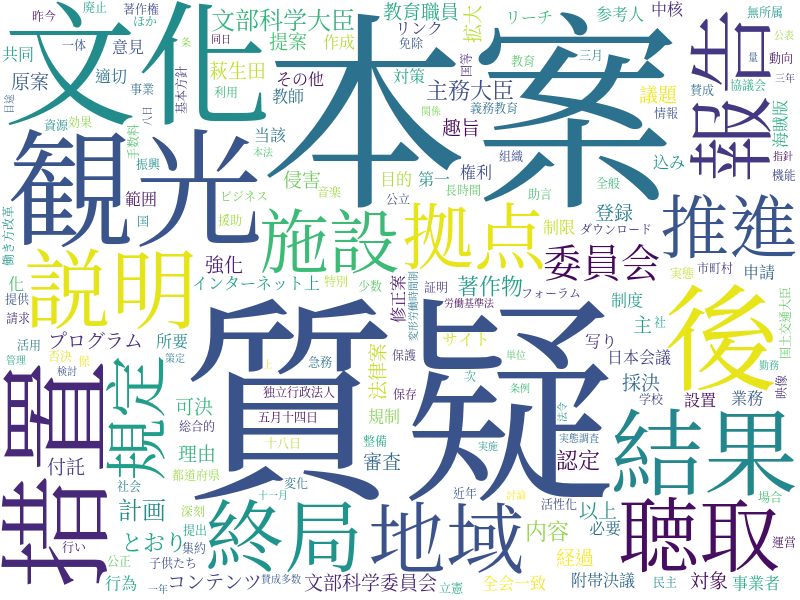 本案
質疑
文化
観光
報告
推進
説明
施設
拠点
委員会
後
措置
規定
終局
地域
聴取
結果
文部科学大臣
教育職員
リーチ
参考人
中核
無所属
昨今
廃止
著作権
ほか
一体
意見
共同
原案
適切
提案
作成
リンク
免除
拡大
国等
条
同日
萩生田
その他
対策
教師
基本方針
利用
主務大臣
教育
三月
賛成
公表
量
動向
議題
協議会
三年
海賊版
日途
資源
効果
事業
八日
手数料
振興
当該
関係
義務教育
趣旨
情報
指針
機能
働き方改革
範囲
侵害
目的
第一
組織
込み
ビジネス
音楽
権利
長時間
本法
国
援助
公立
助言
全般
制限
登録
ダウンロード
化
強化
インターネット上
特別
少数
修正案
変形労働時間制
証明
労働基準法
フォーラム
著作物
制度
実態
市町村
申請
提供
請求
プログラム
所要
サイト
主
社
国土交通大臣
活用
管理
否決
保
検討
策定
上
急務
法律案
保護
単位
写り
日本会議
勤務
独立行政法人
保存
次
条例
採決
業務
映像
可決
五月十四日
規制
法令
学校
設置
総合的
理由
十八日
整備
審査
実施
実態調査
認定
付託
都道府県
社会
変化
近年
活性化
場合
計画
十一月
討論
以上
必要
内容
とおり
深刻
提出
集約
行い
公正
子供たち
経過
運営
行為
一年
コンテンツ
賛成多数
文部科学委員会
立憲
全会一致
附帯決議
民主
対象
事業者